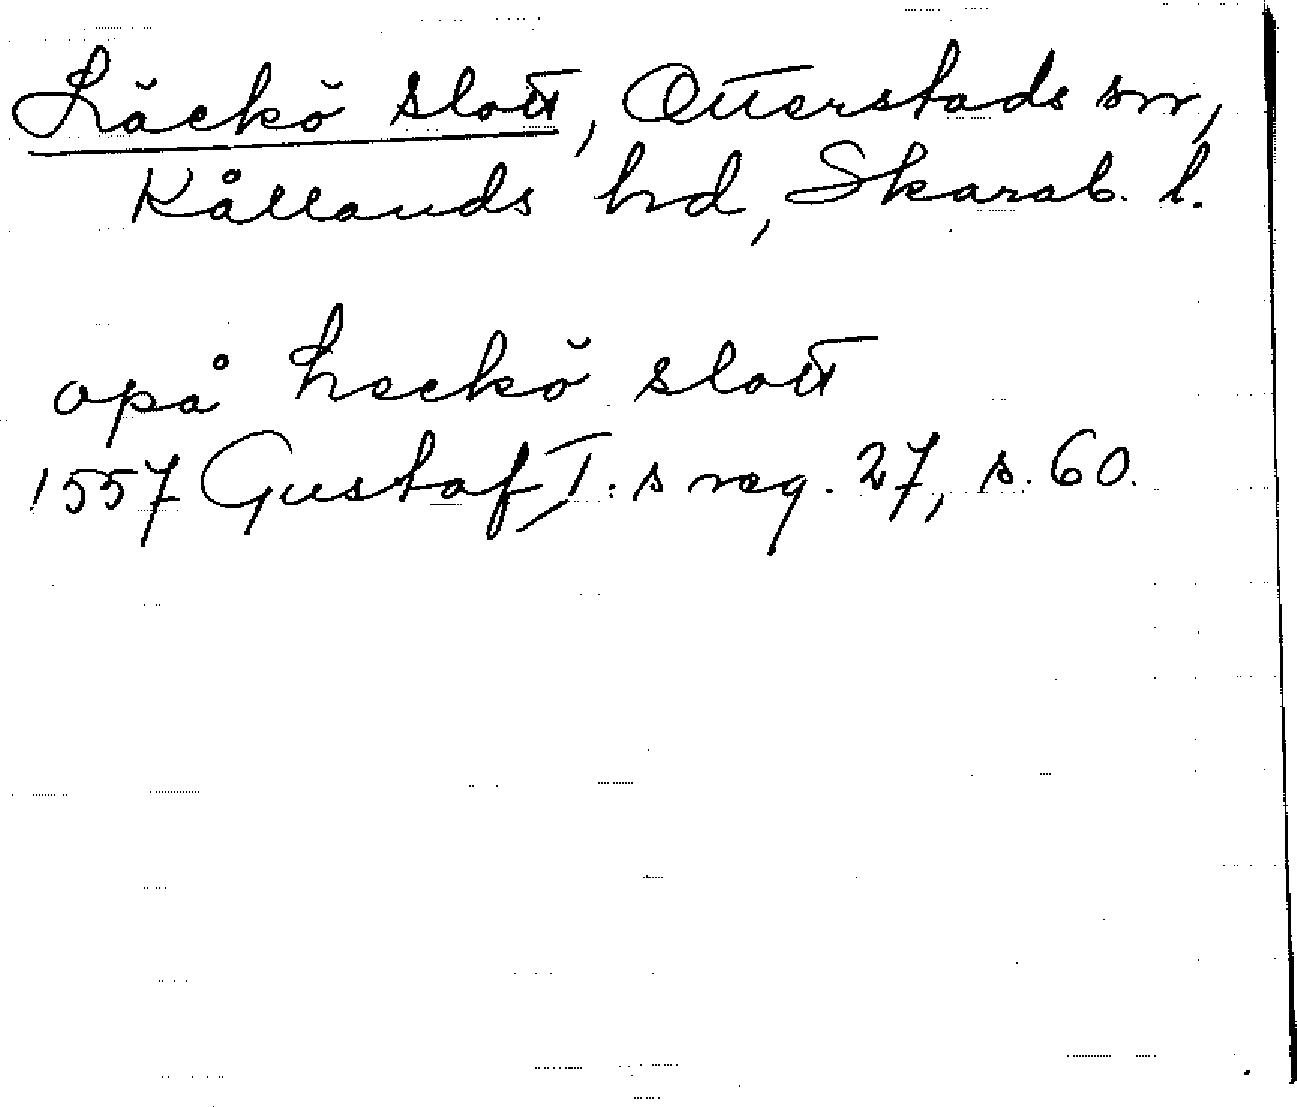 Läckö slott, Otterstads sn,
Kållands hd, Skarab. l.
opå Leckö slott
1557 Gustaf I:s reg. 27, s. 60.